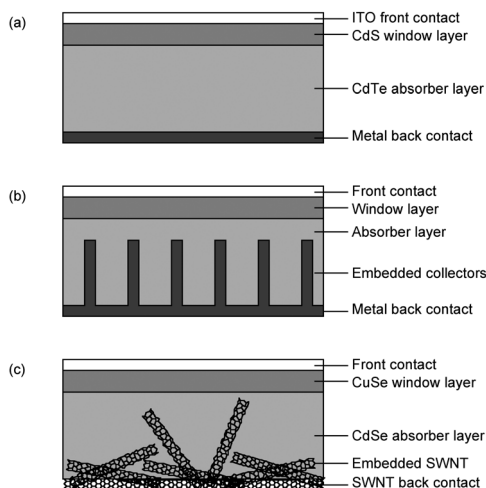 (a)
ITO front contact
CdS window layer
CdTe absorber layer
Metal back contact
(b)
Front contact
Window layer
Absorber layer
Embedded collectors
Metal back contact
(c)
Front contact
CuSe window layer
CdSe absorber layer
Embedded SWNT
SWNT back contact